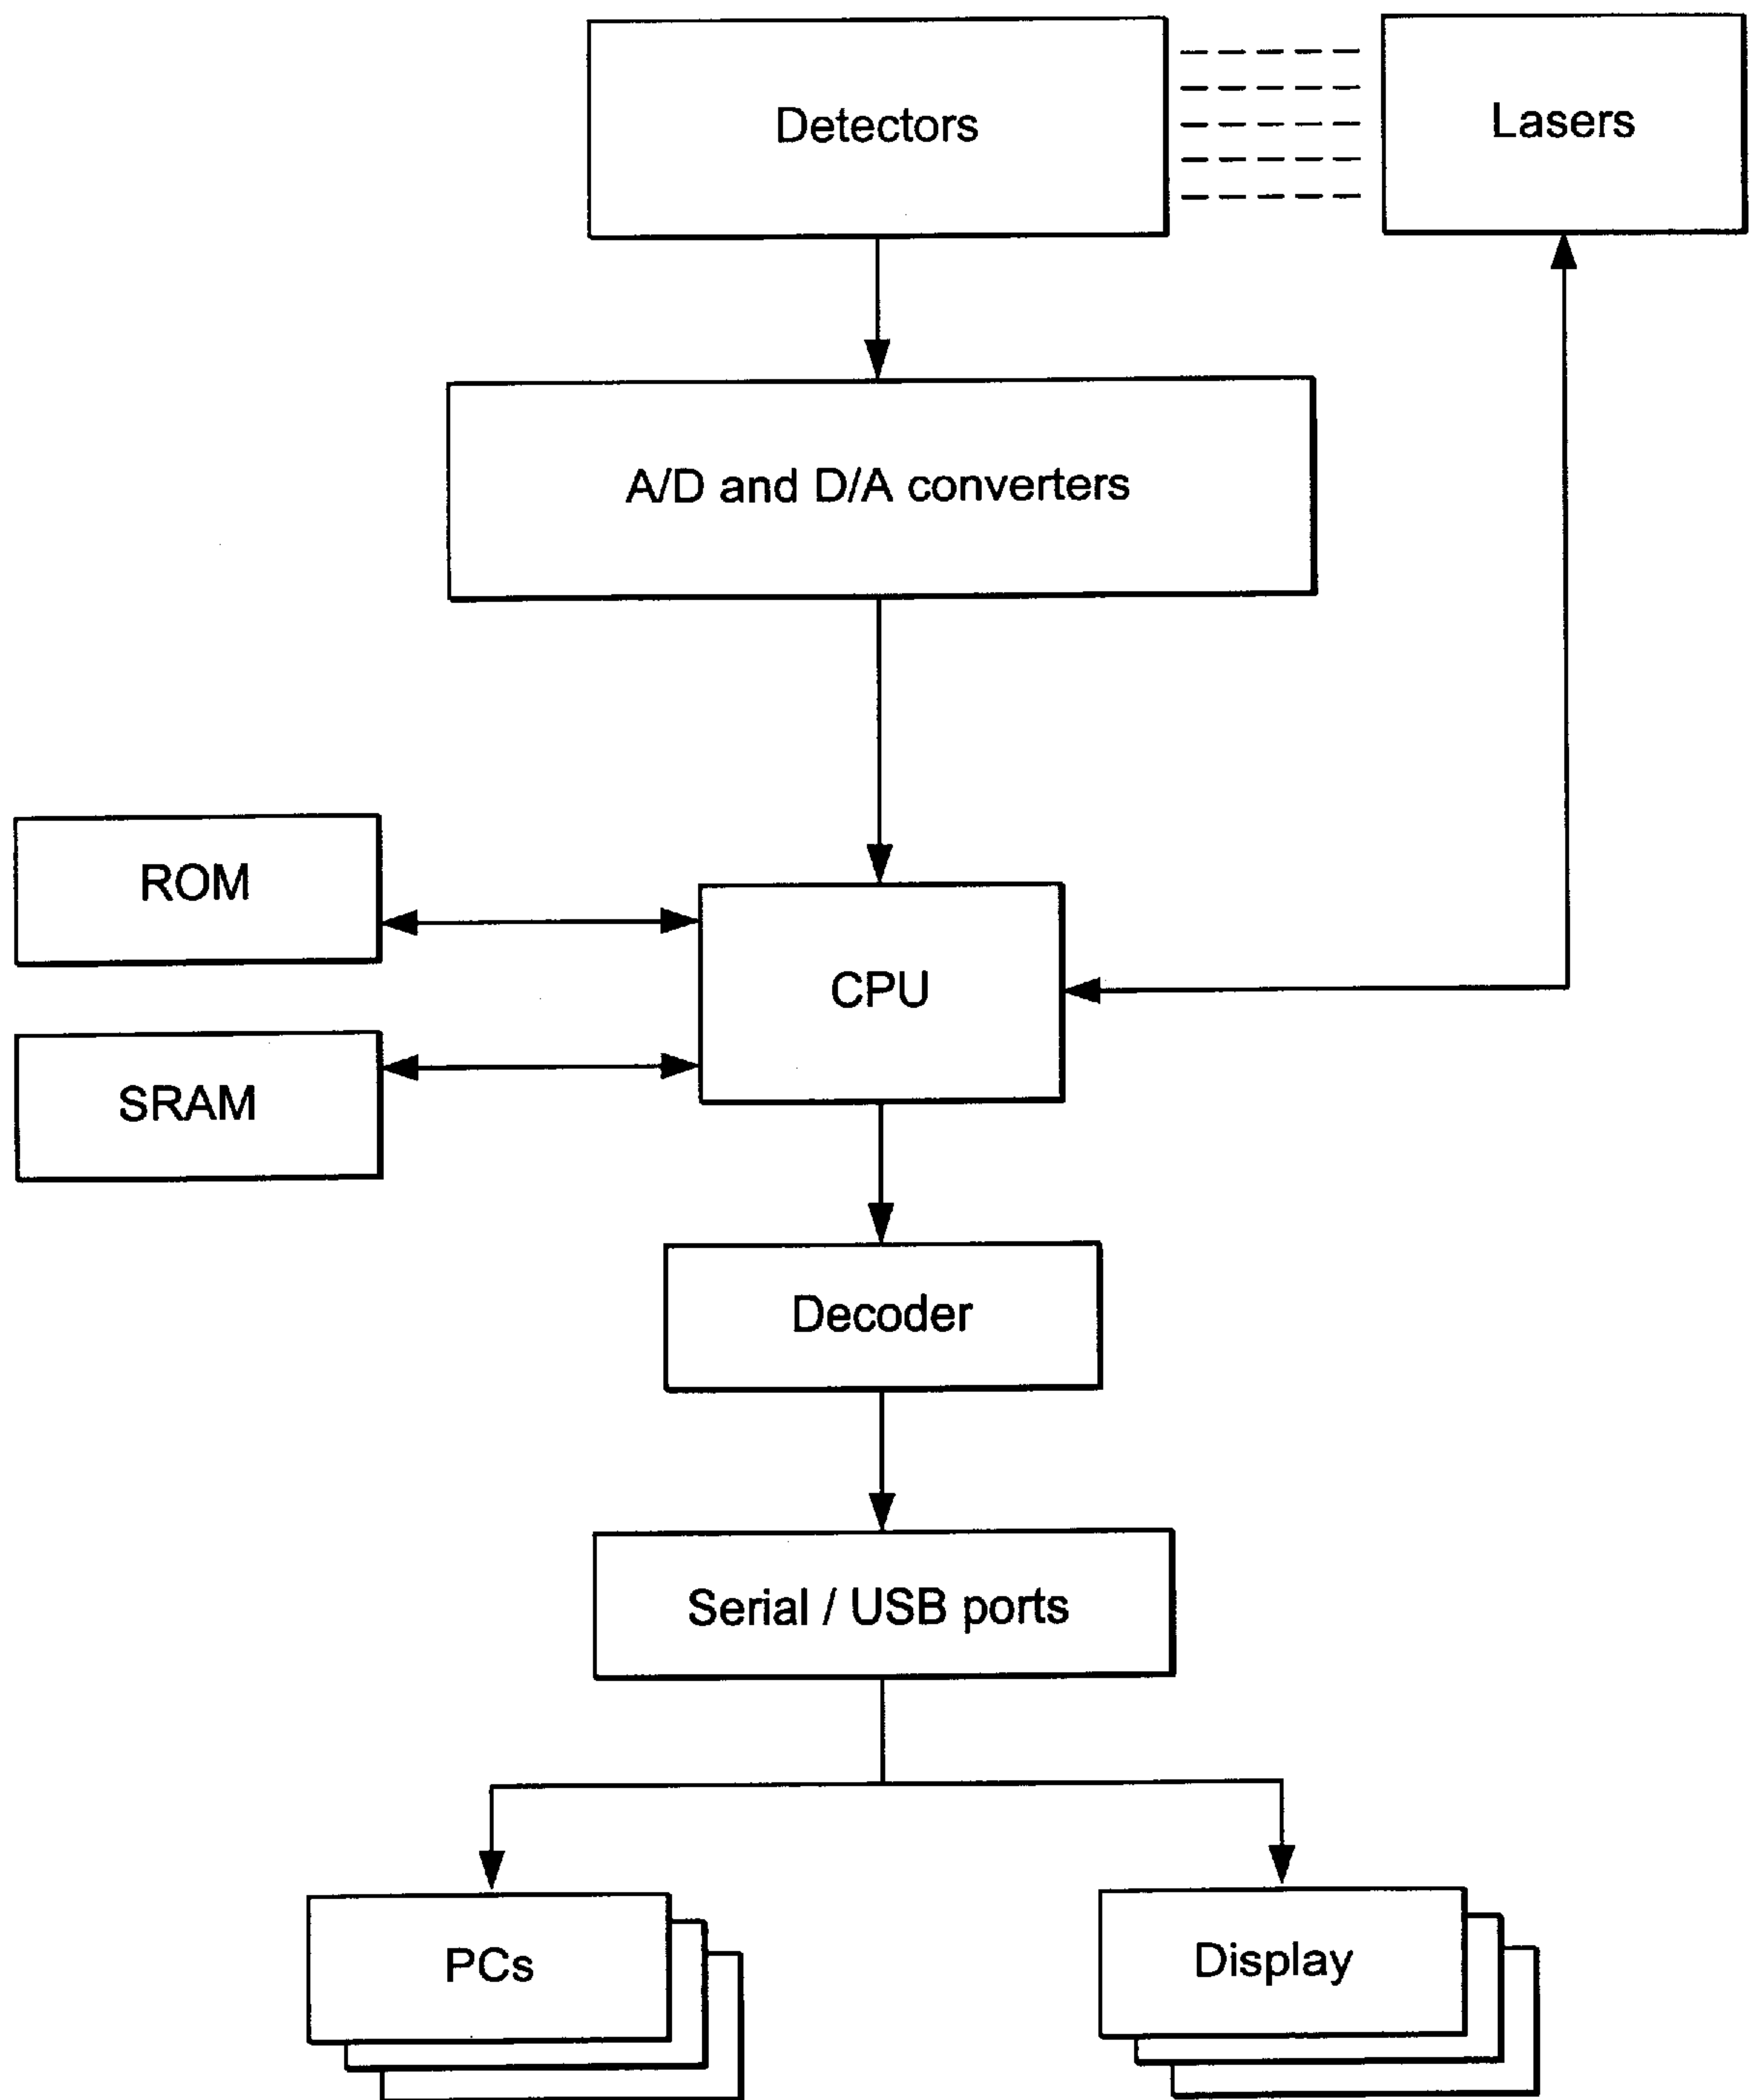 Detectors
Lasers
A/D and D/A converters
ROM
CPU
SRAM
Decoder
Serial / USB ports
PCs
Display